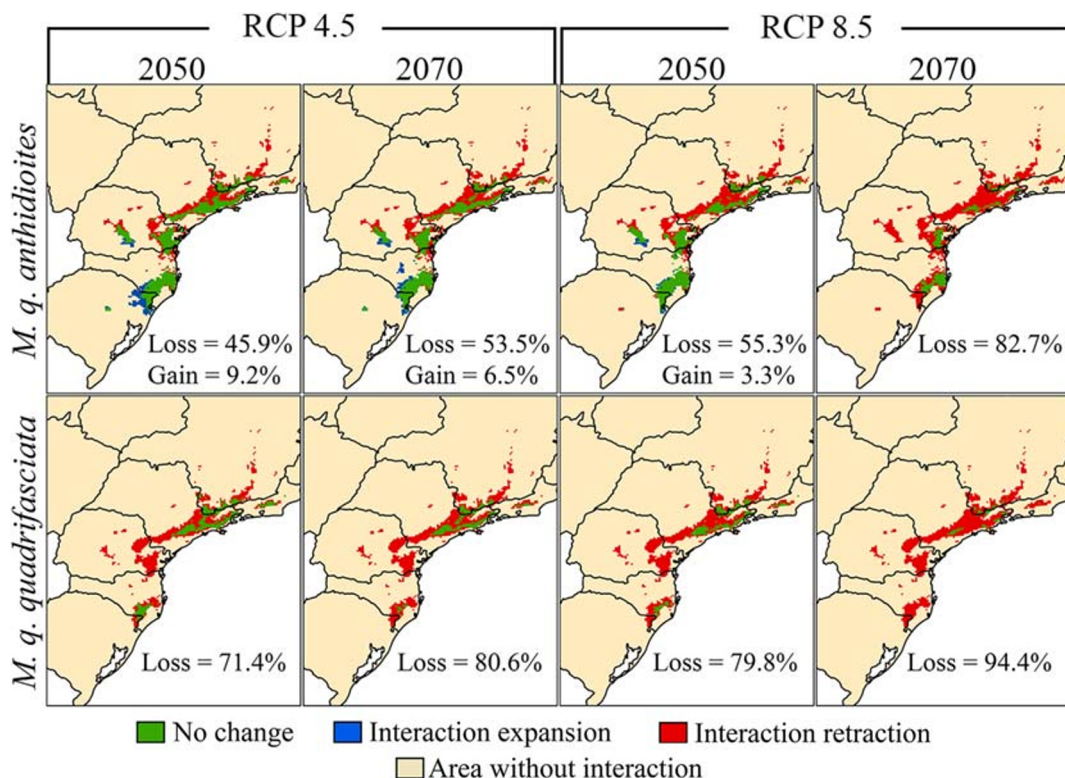 RCP 4.5
RCP 8.5
2050
2070
2050
2070
M. q. anthidioites
Loss = 45.9%
Gain = 9.2%
Loss = 53.5%
Gain = 6.5%
Loss = 55.3%
Gain = 3.3%
Loss = 82.7%
M. q. quadrifasciata
Loss = 71.4%
Loss = 80.6%
Loss = 79.8%
Loss = 94.4%
No change
Interaction expansion
Interaction retraction
Area without interaction